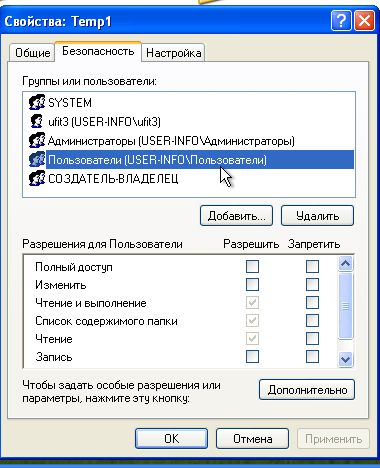 Свойства: Temp1
Общие Безопасность Настройка
Группы или пользователи:
SYSTEM
ufit3 (USER-INFO\ufit3)
Администраторы (USER-INFO\Администраторы)
Пользователи (USER-INFO\Пользователи)
СОЗДАТЕЛЬ-ВЛАДЕЛЕЦ
Добавить... Удалить
Разрешения для Пользователи Разрешить Запретить
Полный доступ
Изменить
Чтение и выполнение
Список содержимого папки
Чтение
Запись
Чтобы задать особые разрешения или
параметры, нажмите эту кнопку:
Дополнительно
OK Отмена Применить